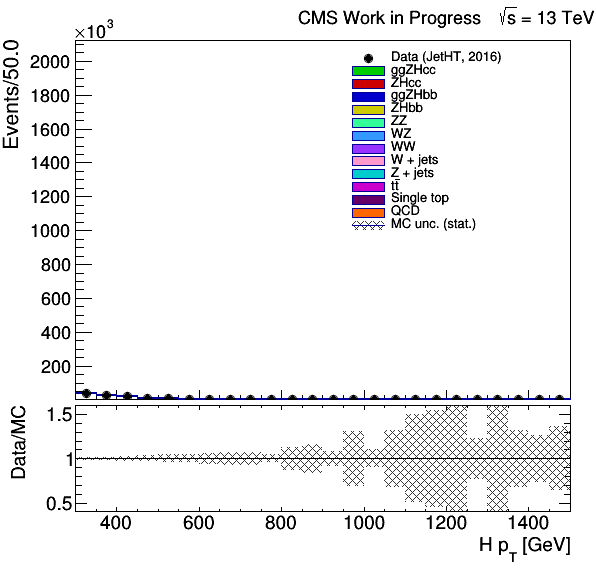 CMS Work in Progress √s = 13 TeV
×10³
Events/50.0
2000
1800
1600
1400
1200
1000
800
600
400
200
Data (JetHT, 2016)
ggZHcc
ZHcc
ggZHbb
ZHbb
ZZ
WZ
WW
W + jets
Z + jets
tt̄
Single top
QCD
MC unc. (stat.)
Data/MC
1.5
1
0.5
400 600 800 1000 1200 1400
H p_T [GeV]